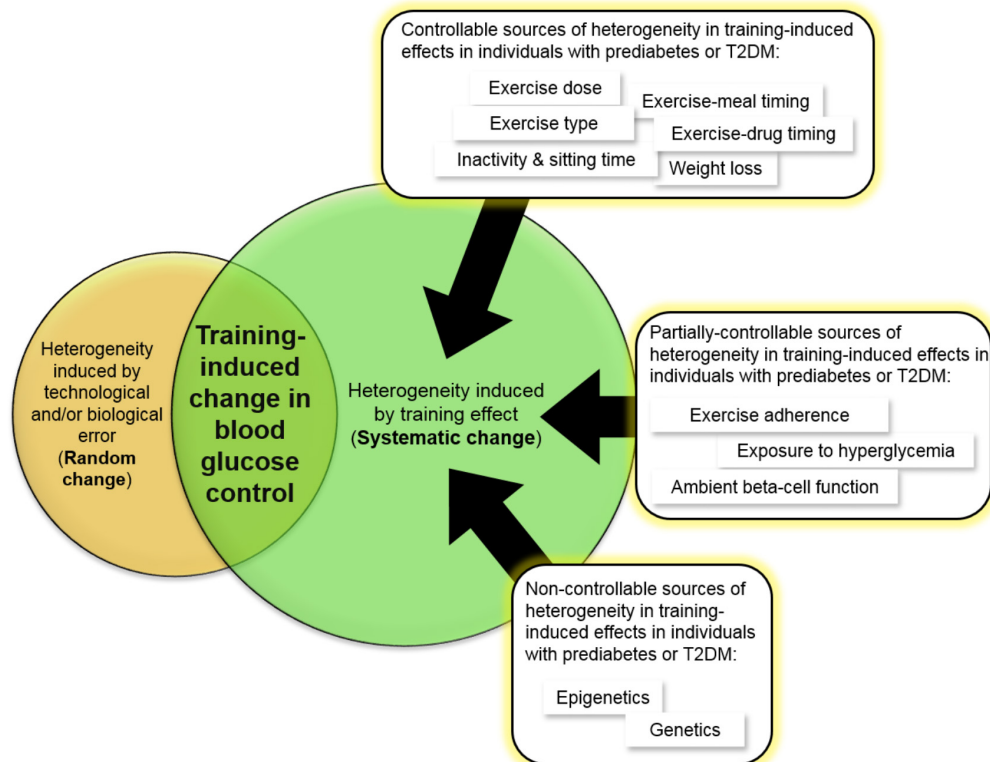 Controllable sources of heterogeneity in training-induced
effects in individuals with prediabetes or T2DM:
Exercise dose
Exercise-meal timing
Exercise type
Exercise-drug timing
Inactivity & sitting time
Weight loss
Heterogeneity
induced by
technological
and/or biological
error
(Random
change)
Training-
induced
change in
blood
glucose
control
Heterogeneity induced
by training effect
(Systematic change)
Partially-controllable sources of
heterogeneity in training-induced effects in
individuals with prediabetes or T2DM:
Exercise adherence
Exposure to hyperglycemia
Ambient beta-cell function
Non-controllable sources of
heterogeneity in training-
induced effects in individuals
with prediabetes or T2DM:
Epigenetics
Genetics